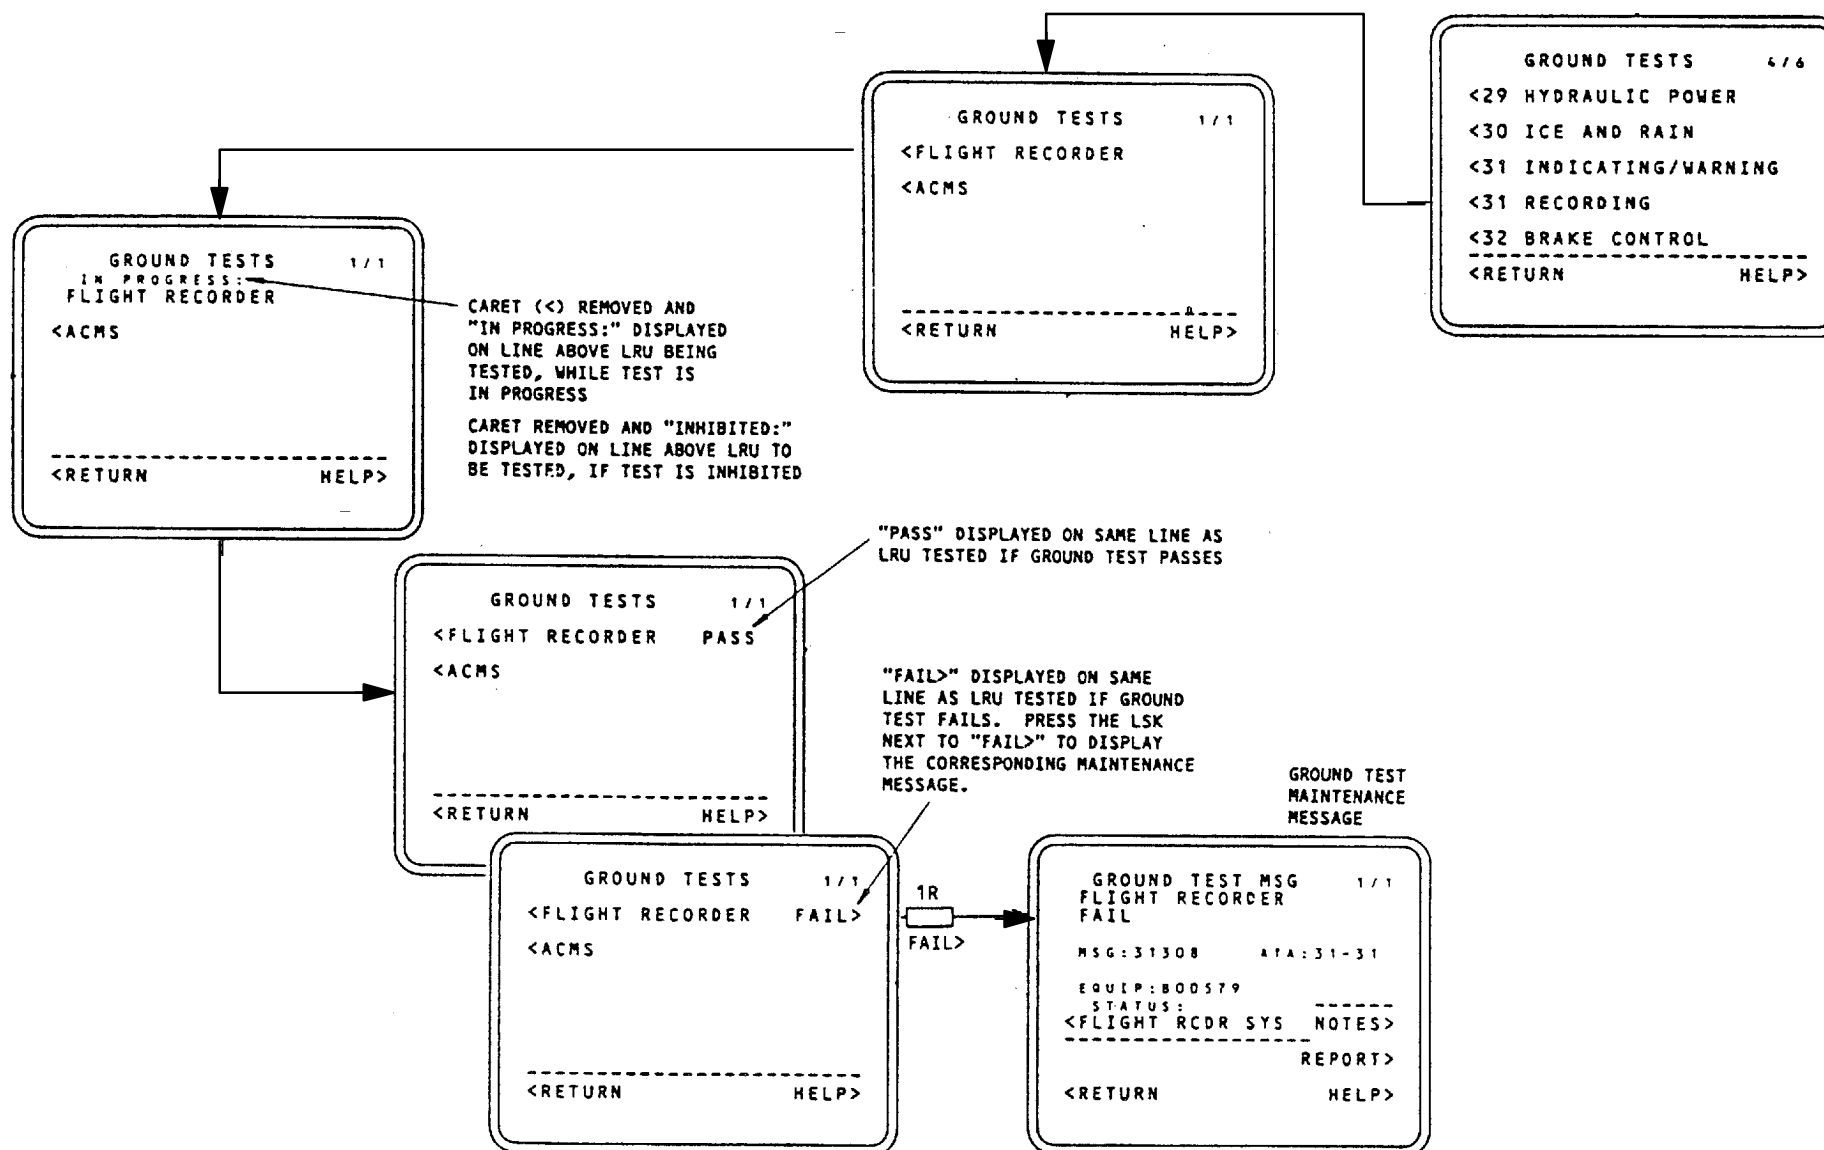 GROUND TESTS 4/6
<29 HYDRAULIC POWER
<30 ICE AND RAIN
<31 INDICATING/WARNING
<31 RECORDING
<32 BRAKE CONTROL
<RETURN HELP>
GROUND TESTS 1/1
<FLIGHT RECORDER
<ACMS
<RETURN HELP>
GROUND TESTS 1/1
IN PROGRESS:
FLIGHT RECORDER
<ACMS
<RETURN HELP>
CARET (<) REMOVED AND
"IN PROGRESS:" DISPLAYED
ON LINE ABOVE LRU BEING
TESTED, WHILE TEST IS
IN PROGRESS
CARET REMOVED AND "INHIBITED:"
DISPLAYED ON LINE ABOVE LRU TO
BE TESTED, IF TEST IS INHIBITED
"PASS" DISPLAYED ON SAME LINE AS
LRU TESTED IF GROUND TEST PASSES
GROUND TESTS 1/1
<FLIGHT RECORDER PASS
<ACMS
<RETURN HELP>
"FAIL>" DISPLAYED ON SAME
LINE AS LRU TESTED IF GROUND
TEST FAILS. PRESS THE LSK
NEXT TO "FAIL>" TO DISPLAY
THE CORRESPONDING MAINTENANCE
MESSAGE.
GROUND TESTS 1/1
<FLIGHT RECORDER FAIL>
<ACMS
<RETURN HELP>
1R
FAIL>
GROUND TEST
MAINTENANCE
MESSAGE
GROUND TEST MSG 1/1
FLIGHT RECORDER
FAIL
MSG:31308 ATA:31-31
EQUIP:B00579
STATUS:
<FLIGHT RCDR SYS NOTES>
REPORT>
<RETURN HELP>